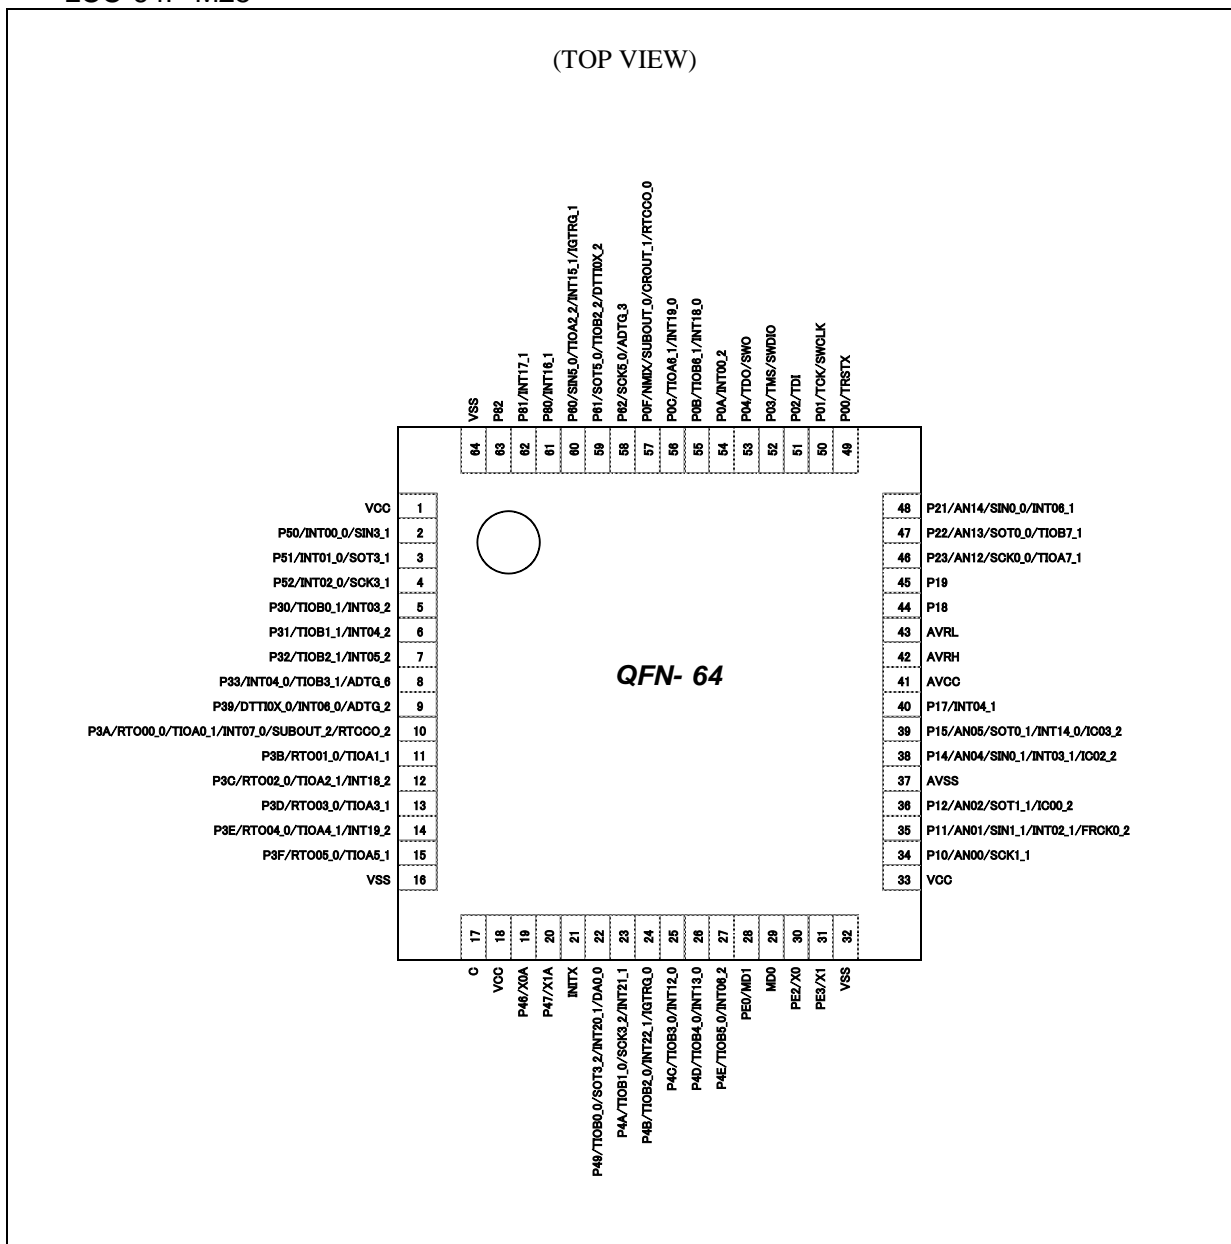 (TOP VIEW)
VSS
P82
P81/INT17_1
P80/INT16_1
P60/SIN5_0/TIOA2_2/INT15_1/IGTRG_1
P61/SOT5_0/TIOB2_2/DTTI0X_2
P62/SCK5_0/ADTG_3
P0F/NMIX/SUBOUT_0/CROUT_1/RTCCO_0
P0C/TIOA6_1/INT19_0
P0B/TIOB6_1/INT18_0
P0A/INT00_2
P04/TDO/SWO
P03/TMS/SWDIO
P02/TDI
P01/TCK/SWCLK
P00/TRSTX
64 63 62 61 60 59 58 57 56 55 54 53 52 51 50 49
VCC 1
P50/INT00_0/SIN3_1 2
P51/INT01_0/SOT3_1 3
P52/INT02_0/SCK3_1 4
P30/TIOB0_1/INT03_2 5
P31/TIOB1_1/INT04_2 6
P32/TIOB2_1/INT05_2 7
P33/INT04_0/TIOB3_1/ADTG_6 8
P39/DTTI0X_0/INT06_0/ADTG_2 9
P3A/RTO00_0/TIOA0_1/INT07_0/SUBOUT_2/RTCCO_2 10
P3B/RTO01_0/TIOA1_1 11
P3C/RTO02_0/TIOA2_1/INT18_2 12
P3D/RTO03_0/TIOA3_1 13
P3E/RTO04_0/TIOA4_1/INT19_2 14
P3F/RTO05_0/TIOA5_1 15
VSS 16
QFN- 64
48 P21/AN14/SIN0_0/INT06_1
47 P22/AN13/SOT0_0/TIOB7_1
46 P23/AN12/SCK0_0/TIOA7_1
45 P19
44 P18
43 AVRL
42 AVRH
41 AVCC
40 P17/INT04_1
39 P15/AN05/SOT0_1/INT14_0/IC03_2
38 P14/AN04/SIN0_1/INT03_1/IC02_2
37 AVSS
36 P12/AN02/SOT1_1/IC00_2
35 P11/AN01/SIN1_1/INT02_1/FRCK0_2
34 P10/AN00/SCK1_1
33 VCC
17 18 19 20 21 22 23 24 25 26 27 28 29 30 31 32
C
VCC
P46/X0A
P47/X1A
INITX
P49/TIOB0_0/SOT3_2/INT20_1/DA0_0
P4A/TIOB1_0/SCK3_2/INT21_1
P4B/TIOB2_0/INT22_1/IGTRG_0
P4C/TIOB3_0/INT12_0
P4D/TIOB4_0/INT13_0
P4E/TIOB5_0/INT06_2
PE0/MD1
MD0
PE2/X0
PE3/X1
VSS